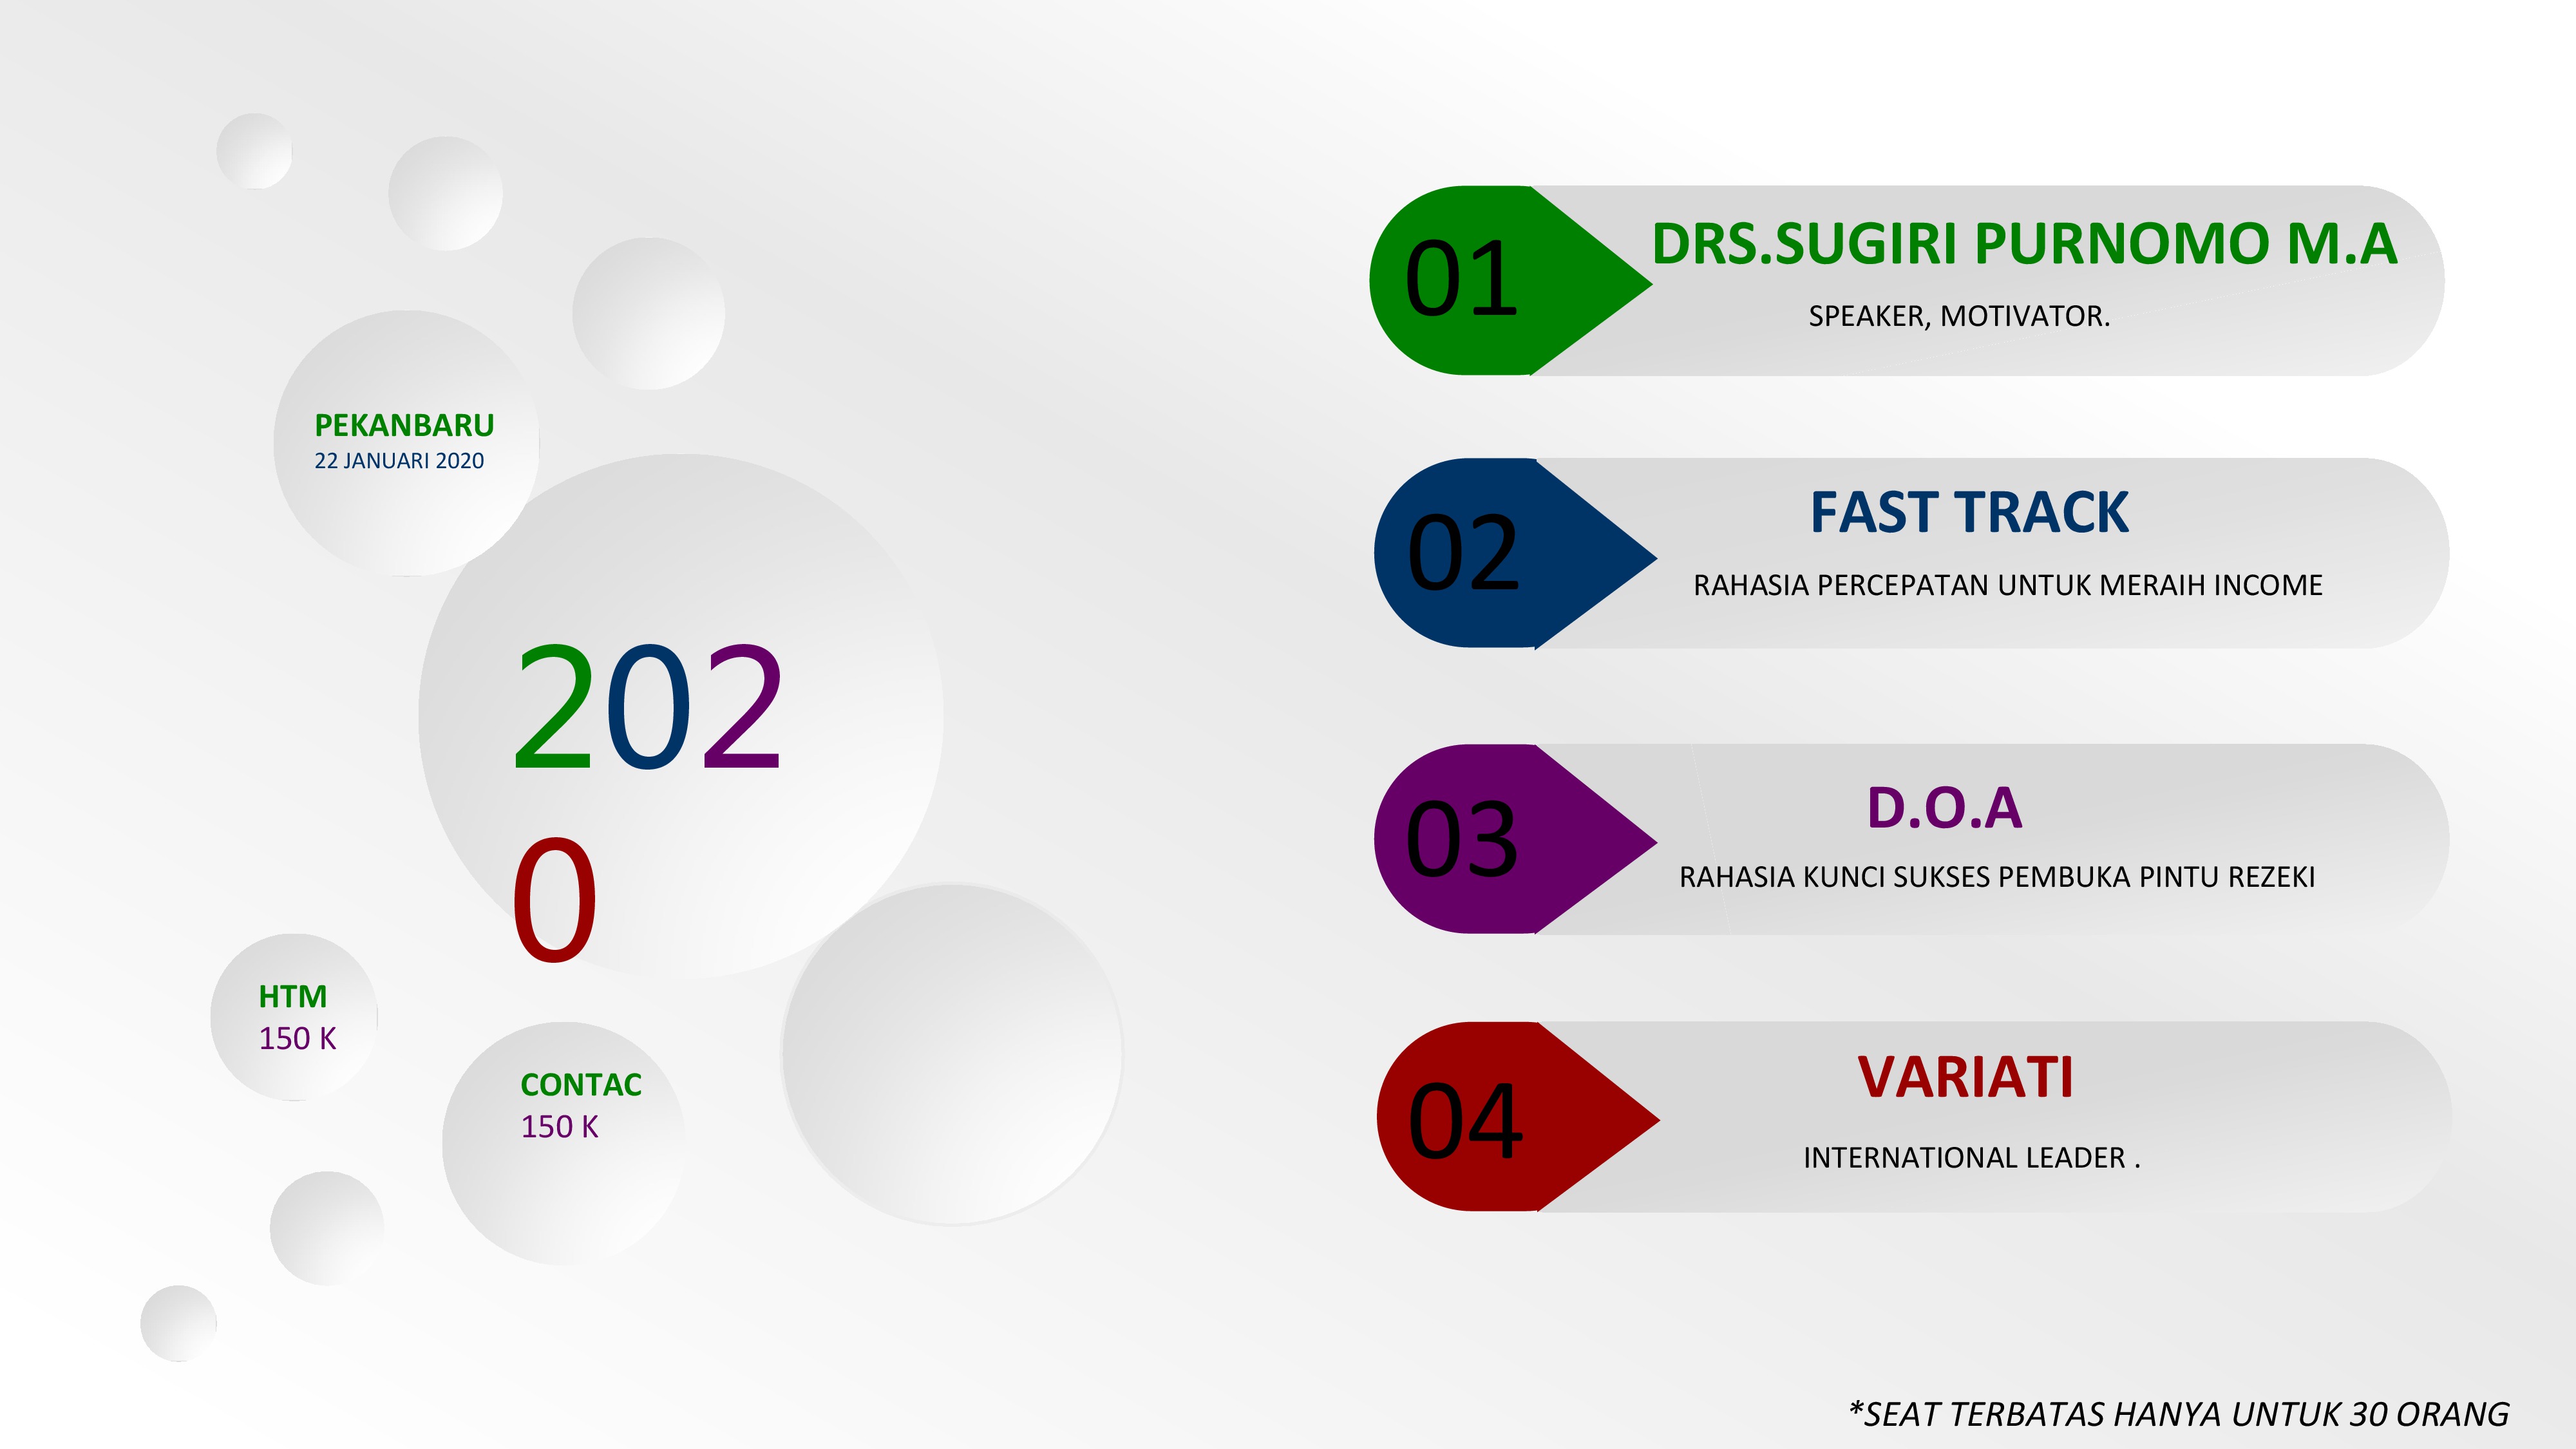 PEKANBARU
22 JANUARI 2020
202
0
HTM
150 K
CONTAC
150 K
01
DRS.SUGIRI PURNOMO M.A
SPEAKER, MOTIVATOR.
02
FAST TRACK
RAHASIA PERCEPATAN UNTUK MERAIH INCOME
03
D.O.A
RAHASIA KUNCI SUKSES PEMBUKA PINTU REZEKI
04
VARIATI
INTERNATIONAL LEADER .
*SEAT TERBATAS HANYA UNTUK 30 ORANG